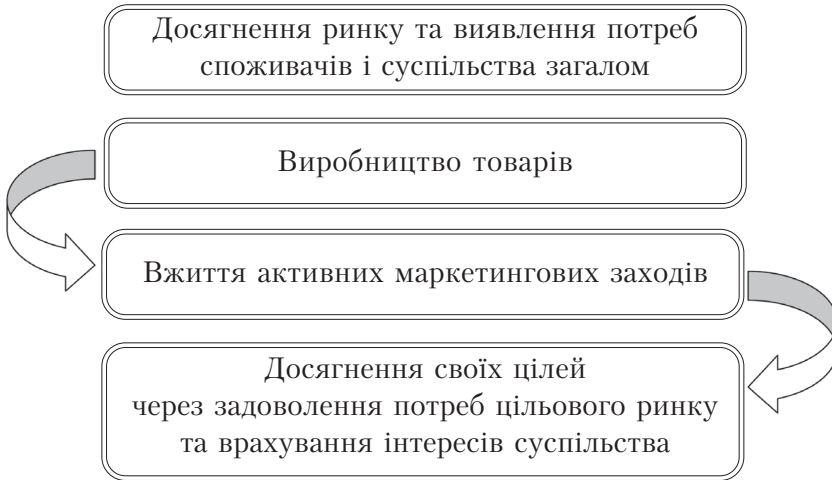 Досягнення ринку та виявлення потреб
споживачів і суспільства загалом
Виробництво товарів
Вжиття активних маркетингових заходів
Досягнення своїх цілей
через задоволення потреб цільового ринку
та врахування інтересів суспільства